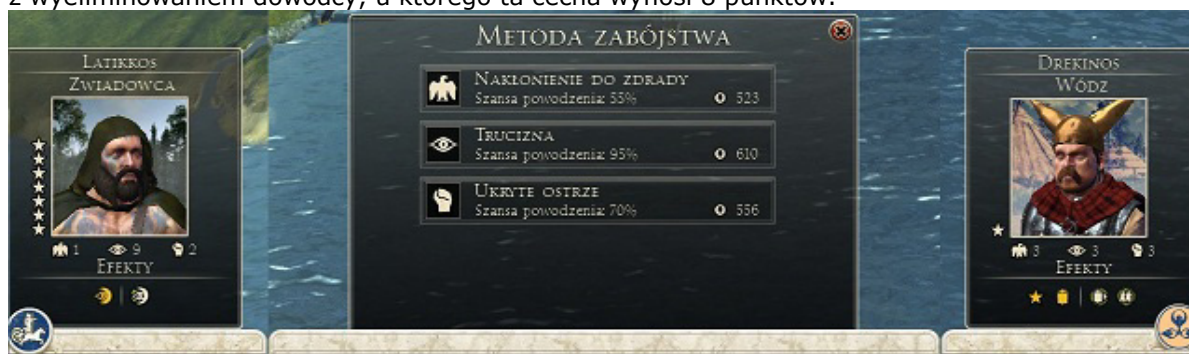 z wyeliminowaniem dowódcy, u którego ta cecha wynosi 8 punktów.
Metoda zabójstwa
Latikkos
Zwiadowca
1 9 2
Efekty
Nakłonienie do zdrady
Szansa powodzenia: 55% 523
Trucizna
Szansa powodzenia: 95% 610
Ukryte ostrze
Szansa powodzenia: 70% 556
Drekinos
Wódz
3 3 3
Efekty